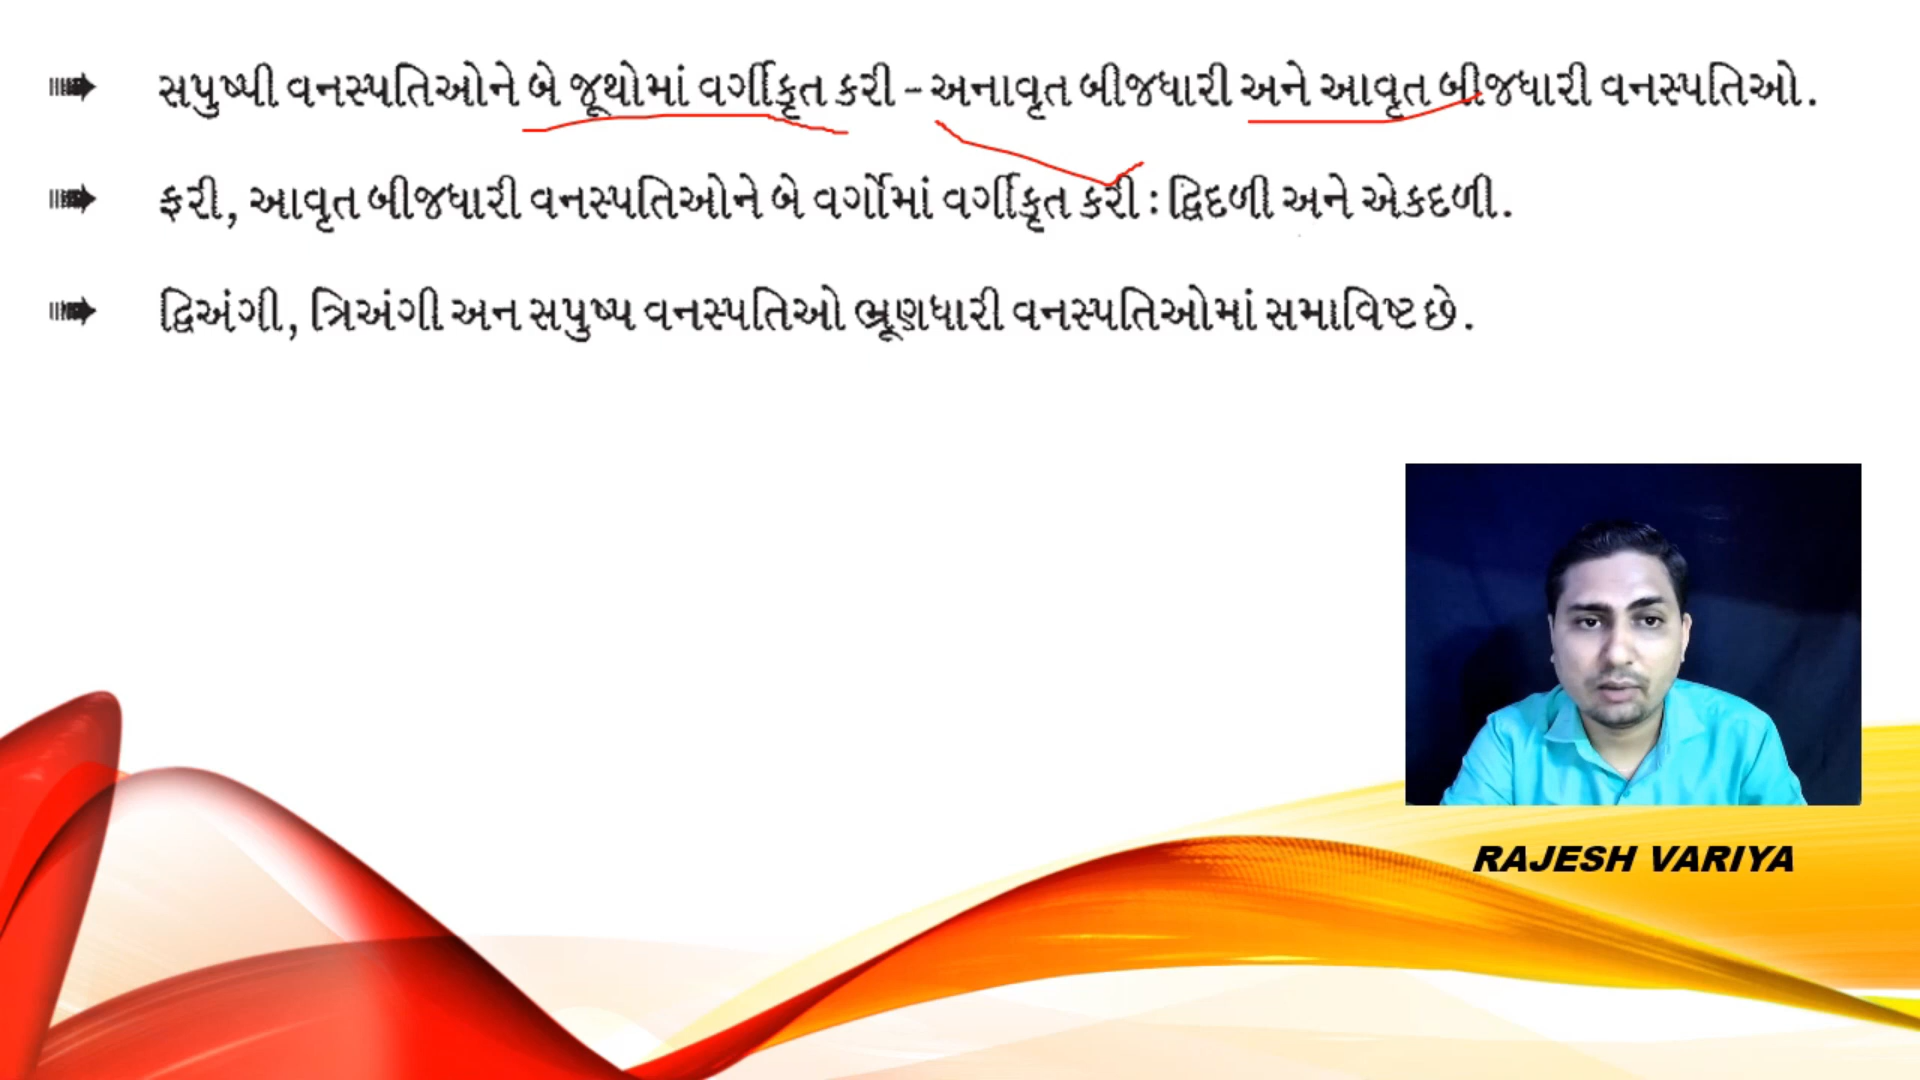 સપુષ્પી વનસ્પતિઓને બે જૂથોમાં વર્ગીકૃત કરી - અનાવૃત બીજધારી અને આવૃત બીજધારી વનસ્પતિઓ.
ફરી, આવૃત બીજધારી વનસ્પતિઓને બે વર્ગોમાં વર્ગીકૃત કરી : દ્વિદળી અને એકદળી.
દ્વિઅંગી, ત્રિઅંગી અન સપુષ્પ વનસ્પતિઓ ભ્રૂણધારી વનસ્પતિઓમાં સમાવિષ્ટ છે.
RAJESH VARIYA